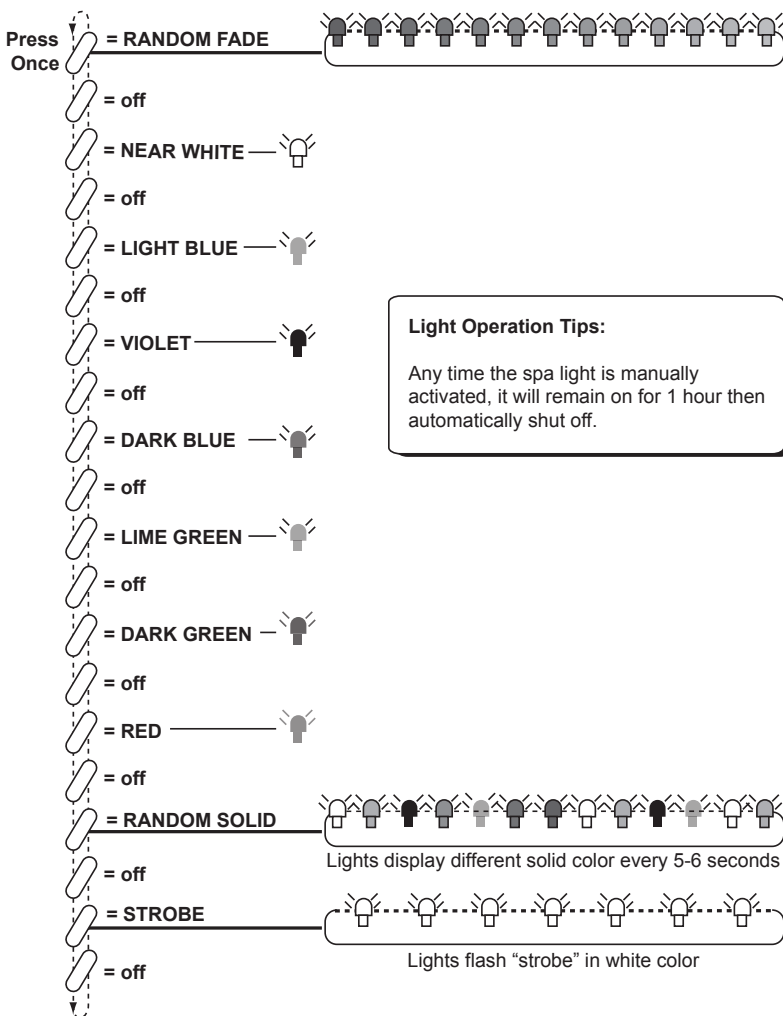 Press
Once
= RANDOM FADE
= off
= NEAR WHITE
= off
= LIGHT BLUE
= off
= VIOLET
= off
= DARK BLUE
= off
= LIME GREEN
= off
= DARK GREEN
= off
= RED
= off
= RANDOM SOLID
Lights display different solid color every 5-6 seconds
= off
= STROBE
Lights flash “strobe” in white color
= off
Light Operation Tips:
Any time the spa light is manually
activated, it will remain on for 1 hour then
automatically shut off.